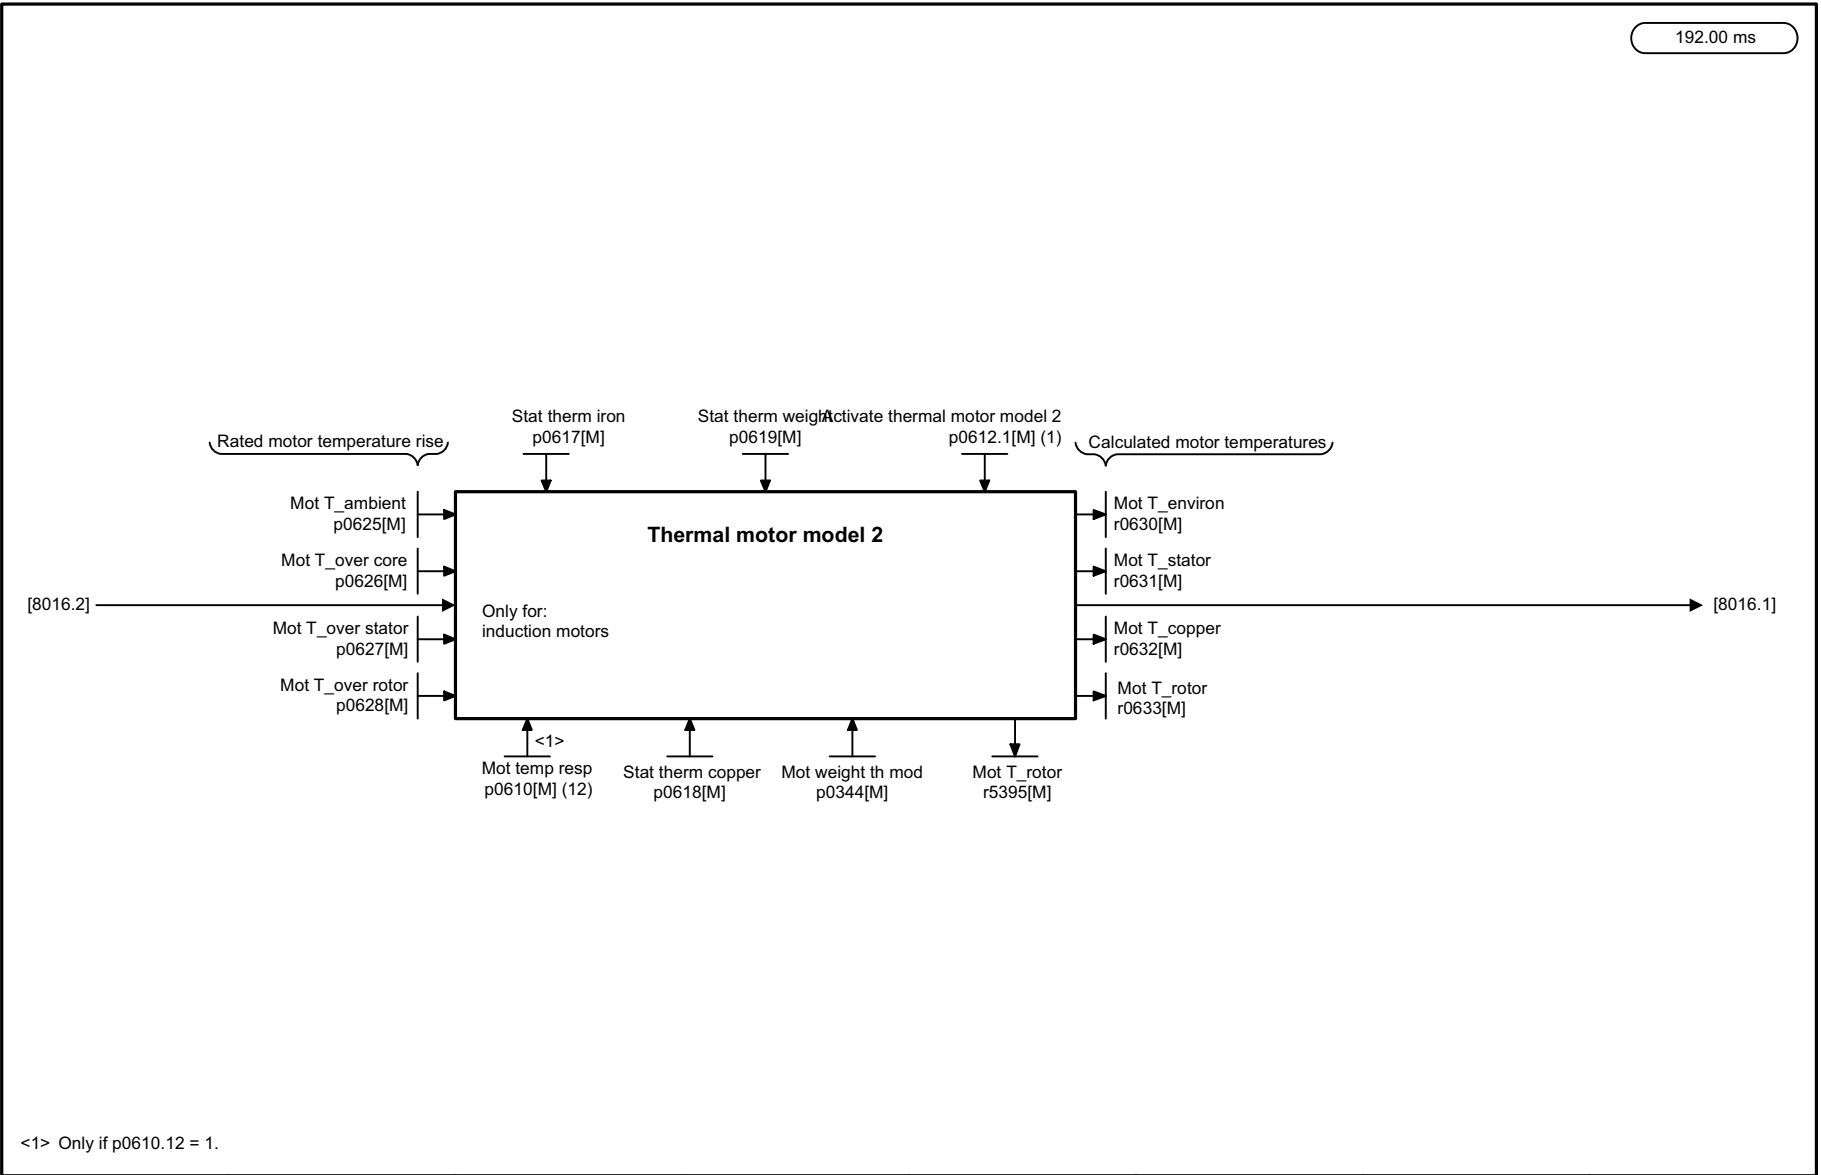 192.00 ms
Stat therm iron
p0617[M]
Stat therm weight
p0619[M]
Activate thermal motor model 2
p0612.1[M] (1)
Rated motor temperature rise
Calculated motor temperatures
Mot T_ambient
p0625[M]
Mot T_over core
p0626[M]
[8016.2]
Mot T_over stator
p0627[M]
Mot T_over rotor
p0628[M]
Thermal motor model 2
Only for:
induction motors
Mot T_environ
r0630[M]
Mot T_stator
r0631[M]
[8016.1]
Mot T_copper
r0632[M]
Mot T_rotor
r0633[M]
<1>
Mot temp resp
p0610[M] (12)
Stat therm copper
p0618[M]
Mot weight th mod
p0344[M]
Mot T_rotor
r5395[M]
<1> Only if p0610.12 = 1.